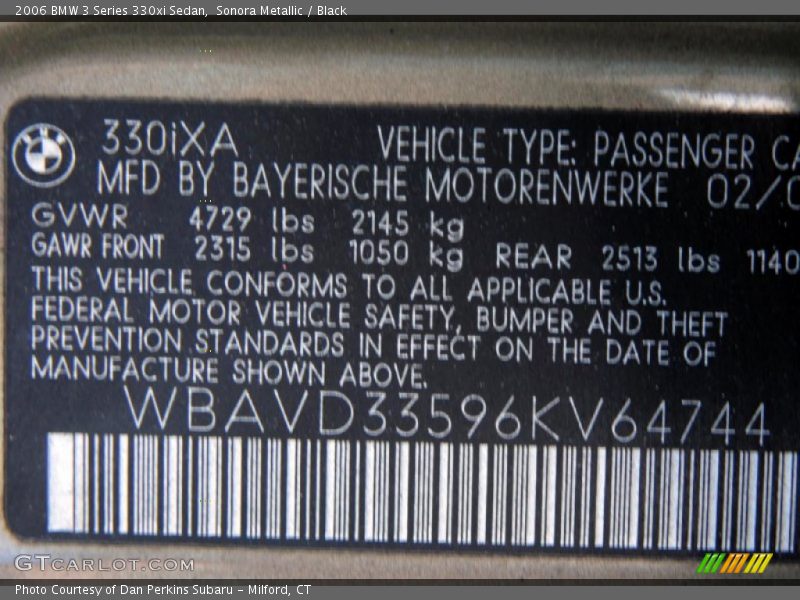 2006 BMW 3 Series 330xi Sedan, Sonora Metallic / Black
330iXA VEHICLE TYPE: PASSENGER CA
MFD BY BAYERISCHE MOTORENWERKE 02/0
GVWR 4729 lbs 2145 kg
GAWR FRONT 2315 lbs 1050 kg REAR 2513 lbs 1140
THIS VEHICLE CONFORMS TO ALL APPLICABLE U.S.
FEDERAL MOTOR VEHICLE SAFETY, BUMPER AND THEFT
PREVENTION STANDARDS IN EFFECT ON THE DATE OF
MANUFACTURE SHOWN ABOVE.
WBAVD33596KV64744
GTCARLOT.COM
Photo Courtesy of Dan Perkins Subaru - Milford, CT